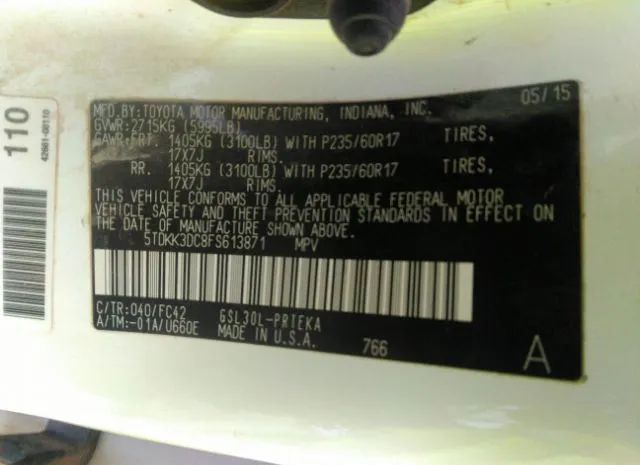 MFD.BY:TOYOTA MOTOR MANUFACTURING, INDIANA, INC. 05/15
GVWR:2715KG (5995LB)
GAWR:FRT. 1405KG (3100LB) WITH P235/60R17 TIRES,
17X7J RIMS.
RR. 1405KG (3100LB) WITH P235/60R17 TIRES,
17X7J RIMS.
THIS VEHICLE CONFORMS TO ALL APPLICABLE FEDERAL MOTOR
VEHICLE SAFETY AND THEFT PREVENTION STANDARDS IN EFFECT ON
THE DATE OF MANUFACTURE SHOWN ABOVE.
5TDKK3DC8FS613871 MPV
C/TR:040/FC42 GSL30L-PRTEKA
A/TM:-01A/U660E MADE IN U.S.A. 766 A
110
42661-08110